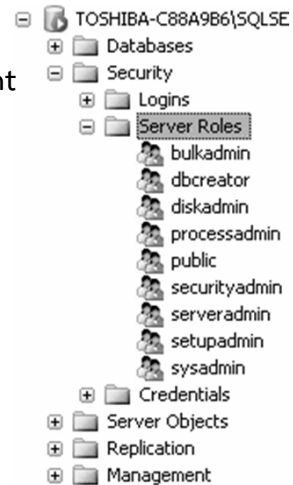 TOSHIBA-C88A9B6\SQLSE
Databases
nt
Security
Logins
Server Roles
bulkadmin
dbcreator
diskadmin
processadmin
public
securityadmin
serveradmin
setupadmin
sysadmin
Credentials
Server Objects
Replication
Management